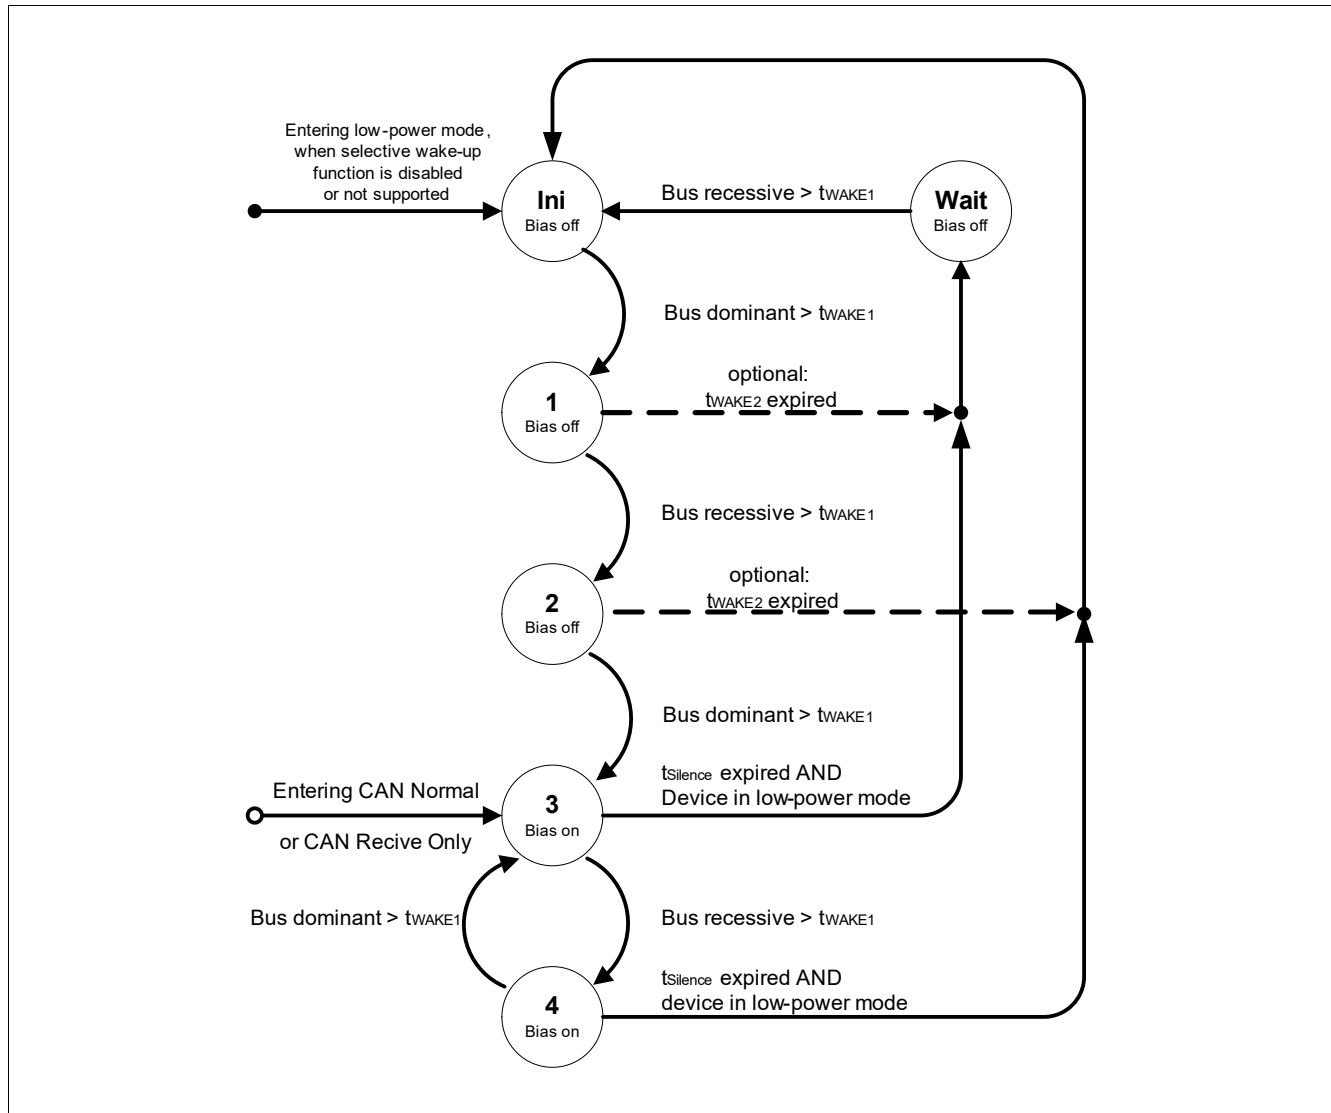 Entering low-power mode,
when selective wake-up
function is disabled
or not supported
Ini
Bias off
Bus recessive > tWAKE1
Wait
Bias off
Bus dominant > tWAKE1
1
Bias off
optional:
tWAKE2 expired
Bus recessive > tWAKE1
2
Bias off
optional:
tWAKE2 expired
Bus dominant > tWAKE1
Entering CAN Normal
or CAN Recive Only
3
Bias on
tSilence expired AND
Device in low-power mode
Bus dominant > tWAKE1
Bus recessive > tWAKE1
4
Bias on
tSilence expired AND
device in low-power mode